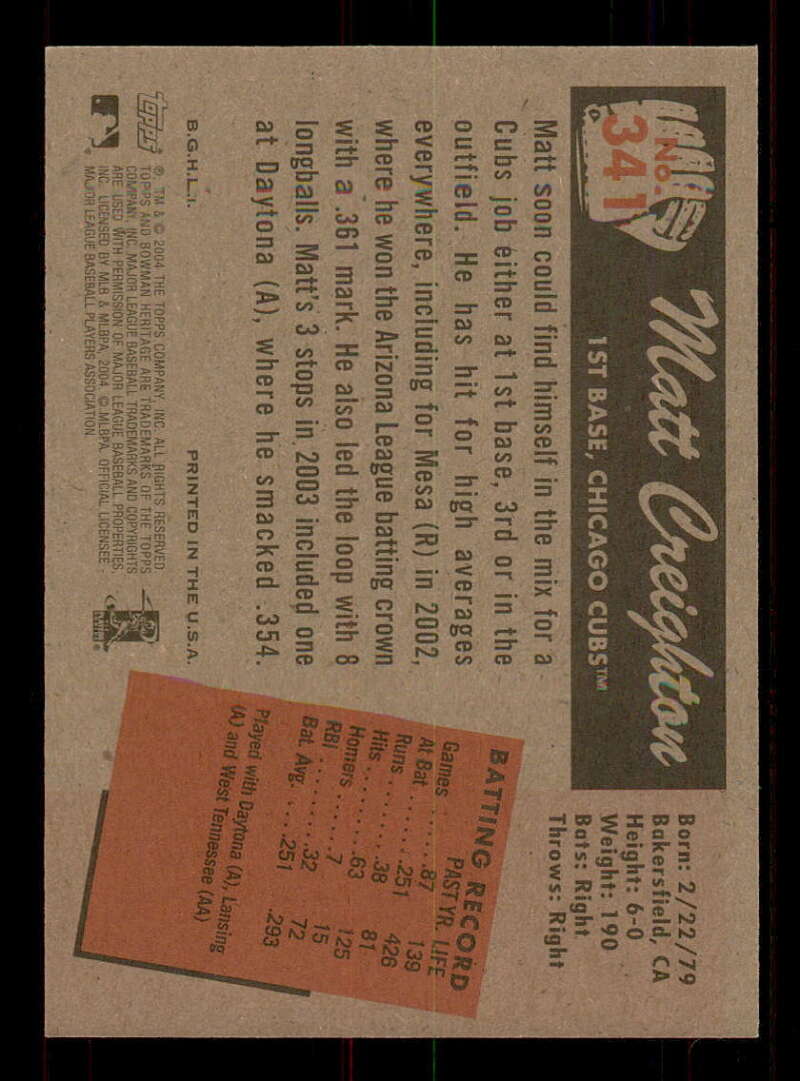 No.
341
Matt Creighton
1ST BASE, CHICAGO CUBS™
Born: 2/22/79
Bakersfield, CA
Height: 6-0
Weight: 190
Bats: Right
Throws: Right
Matt soon could find himself in the mix for a
Cubs job either at 1st base, 3rd or in the
outfield. He has hit for high averages
everywhere, including for Mesa (R) in 2002,
where he won the Arizona League batting crown
with a .361 mark. He also led the loop with 8
longballs. Matt's 3 stops in 2003 included one
at Daytona (A), where he smacked .354.
BATTING RECORD
PAST YR. LIFE
Games . . . . . . .87 139
At Bat . . . . . .251 426
Runs . . . . . . . .38 81
Hits . . . . . . . . .63 125
Homers . . . . . .7 15
RBI . . . . . . . . .32 72
Bat. Avg. . . . .251 .293
Played with Daytona (A), Lansing
(A) and West Tennessee (AA)
B.G.H.L.I. PRINTED IN THE U.S.A.
topps
®, TM & © 2004 THE TOPPS COMPANY, INC. ALL RIGHTS RESERVED.
TOPPS AND BOWMAN HERITAGE ARE TRADEMARKS OF THE TOPPS
COMPANY, INC. MAJOR LEAGUE BASEBALL TRADEMARKS AND COPYRIGHTS
ARE USED WITH PERMISSION OF MAJOR LEAGUE BASEBALL PROPERTIES,
INC. LICENSED BY MLB & MLBPA, 2004. © MLBPA. OFFICIAL LICENSEE -
MAJOR LEAGUE BASEBALL PLAYERS ASSOCIATION.